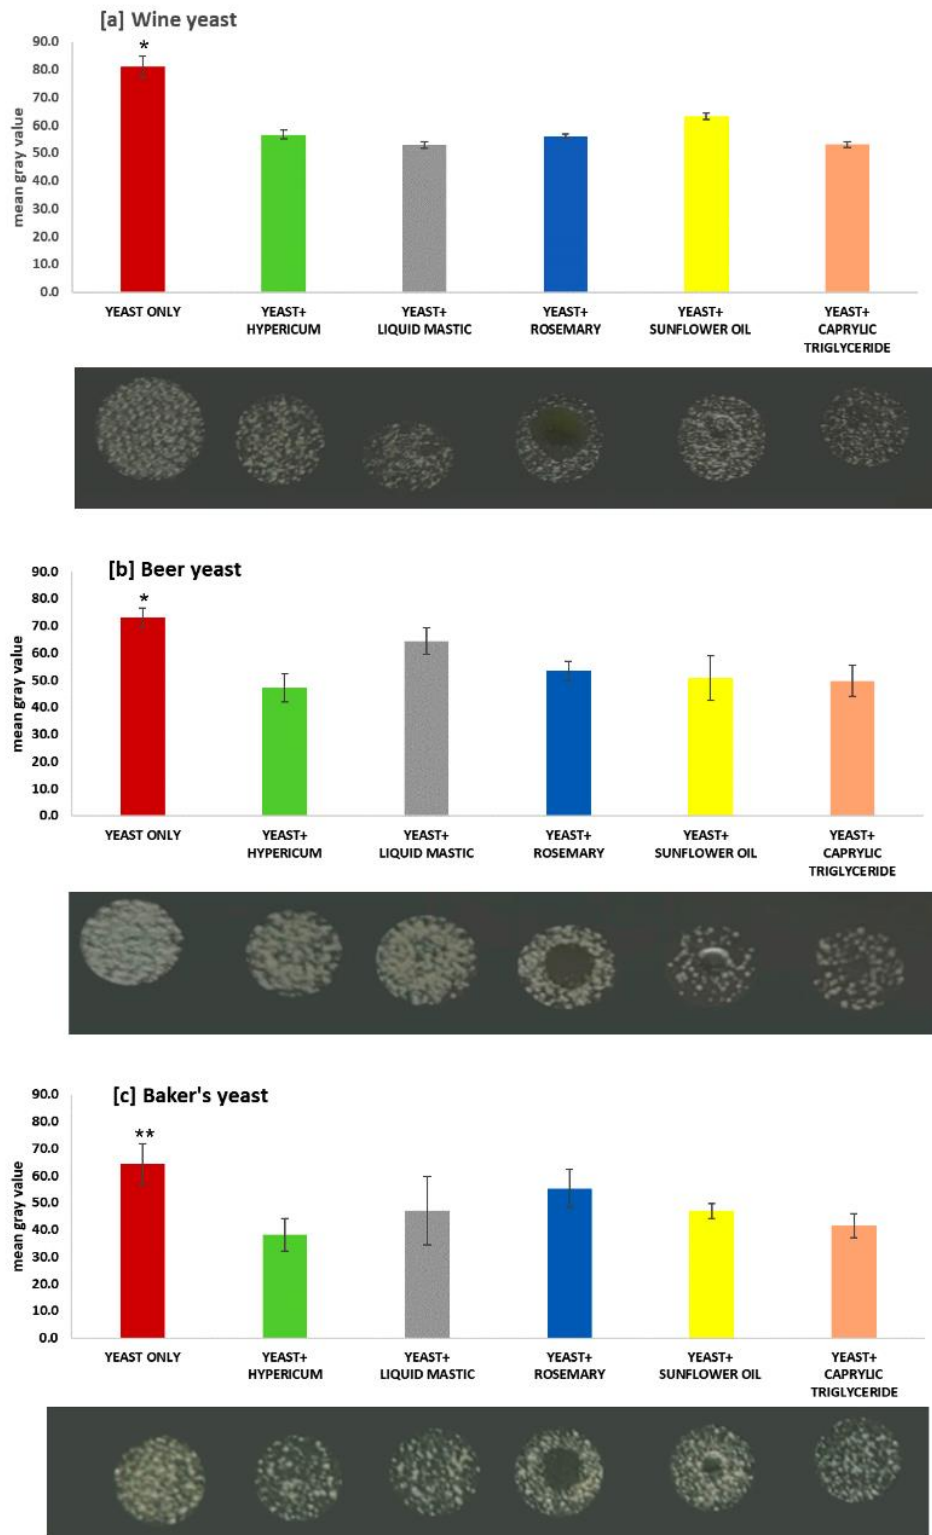 [a] Wine yeast
90.0
80.0
70.0
60.0
50.0
40.0
30.0
20.0
10.0
0.0
mean gray value
*
YEAST ONLY
YEAST+
HYPERICUM
YEAST+
LIQUID MASTIC
YEAST+
ROSEMARY
YEAST+
SUNFLOWER OIL
YEAST+
CAPRYLIC
TRIGLYCERIDE
[b] Beer yeast
90.0
80.0
70.0
60.0
50.0
40.0
30.0
20.0
10.0
0.0
mean gray value
*
YEAST ONLY
YEAST+
HYPERICUM
YEAST+
LIQUID MASTIC
YEAST+
ROSEMARY
YEAST+
SUNFLOWER OIL
YEAST+
CAPRYLIC
TRIGLYCERIDE
[c] Baker's yeast
90.0
80.0
70.0
60.0
50.0
40.0
30.0
20.0
10.0
0.0
mean gray value
**
YEAST ONLY
YEAST+
HYPERICUM
YEAST+
LIQUID MASTIC
YEAST+
ROSEMARY
YEAST+
SUNFLOWER OIL
YEAST+
CAPRYLIC
TRIGLYCERIDE